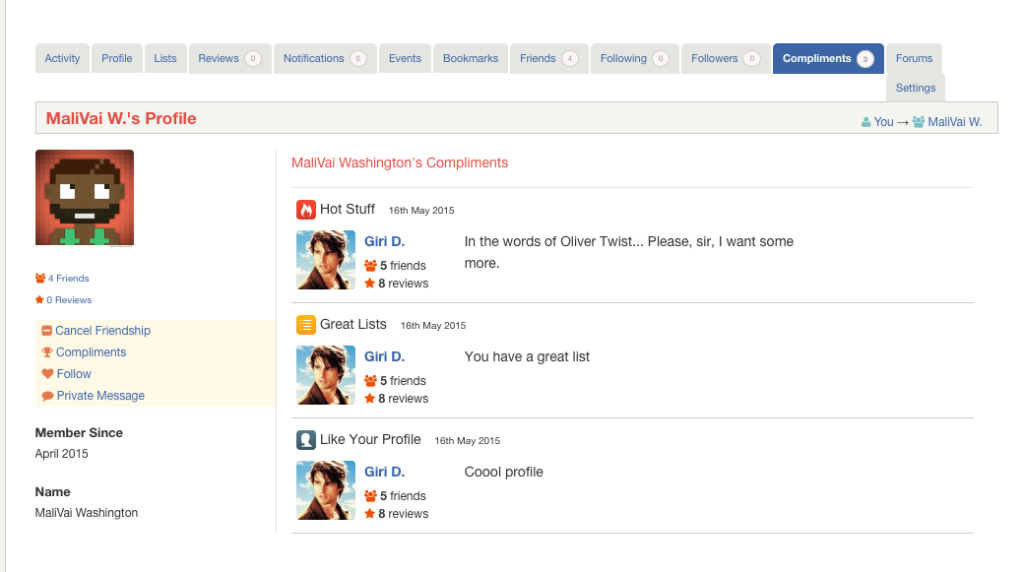 Activity
Profile
Lists
Reviews 0
Notifications 0
Events
Bookmarks
Friends 4
Following 0
Followers 0
Compliments 3
Forums
Settings
MaliVai W.'s Profile
You → MaliVai W.
4 Friends
0 Reviews
Cancel Friendship
Compliments
Follow
Private Message
Member Since
April 2015
Name
MaliVai Washington
MaliVai Washington's Compliments
Hot Stuff 16th May 2015
Giri D.
5 friends
8 reviews
In the words of Oliver Twist... Please, sir, I want some
more.
Great Lists 16th May 2015
Giri D.
5 friends
8 reviews
You have a great list
Like Your Profile 16th May 2015
Giri D.
5 friends
8 reviews
Coool profile